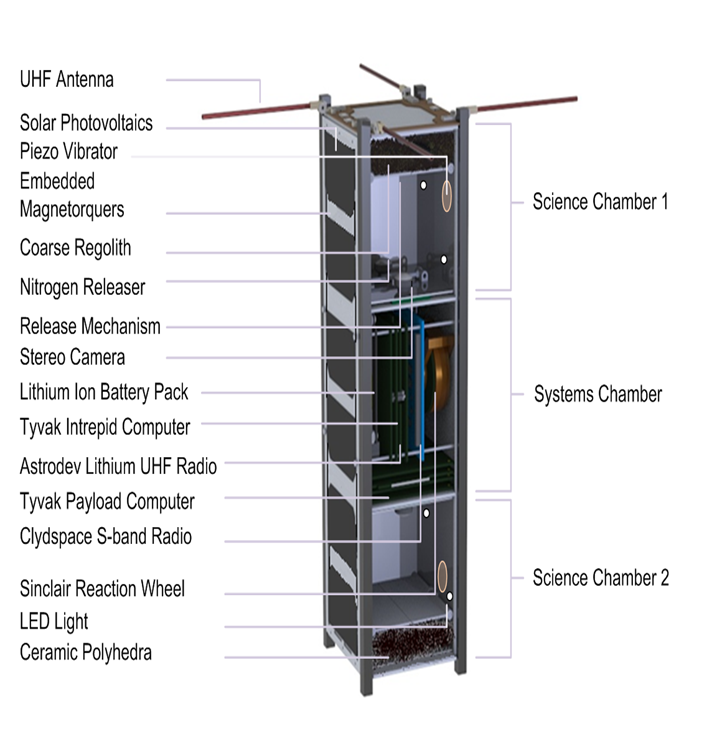 UHF Antenna
Solar Photovoltaics
Piezo Vibrator
Embedded
Magnetorquers
Coarse Regolith
Nitrogen Releaser
Release Mechanism
Stereo Camera
Lithium Ion Battery Pack
Tyvak Intrepid Computer
Astrodev Lithium UHF Radio
Tyvak Payload Computer
Clydspace S-band Radio
Sinclair Reaction Wheel
LED Light
Ceramic Polyhedra
Science Chamber 1
Systems Chamber
Science Chamber 2